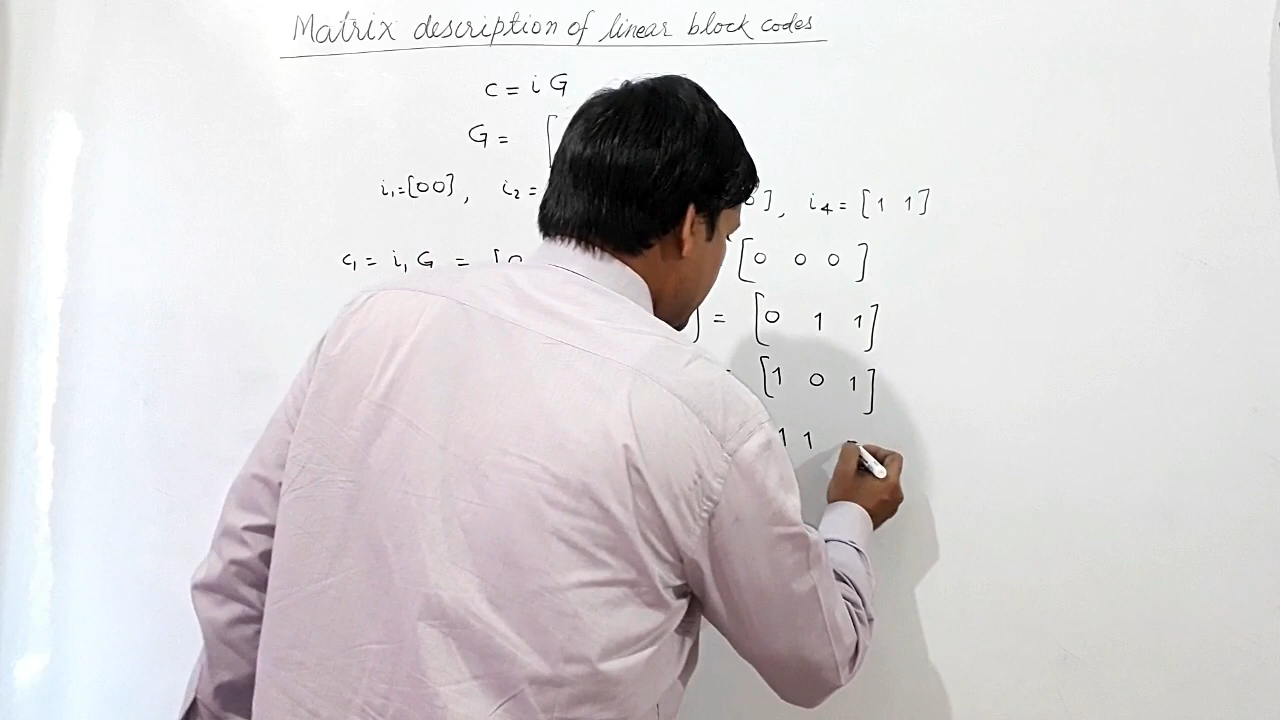 Matrix description of linear block codes
c = i G
G = [
i₁=[00], i₂= ], i₄= [1 1]
c₁ = i₁ G = [0 [0 0 0]
] = [0 1 1]
[1 0 1]
1 1